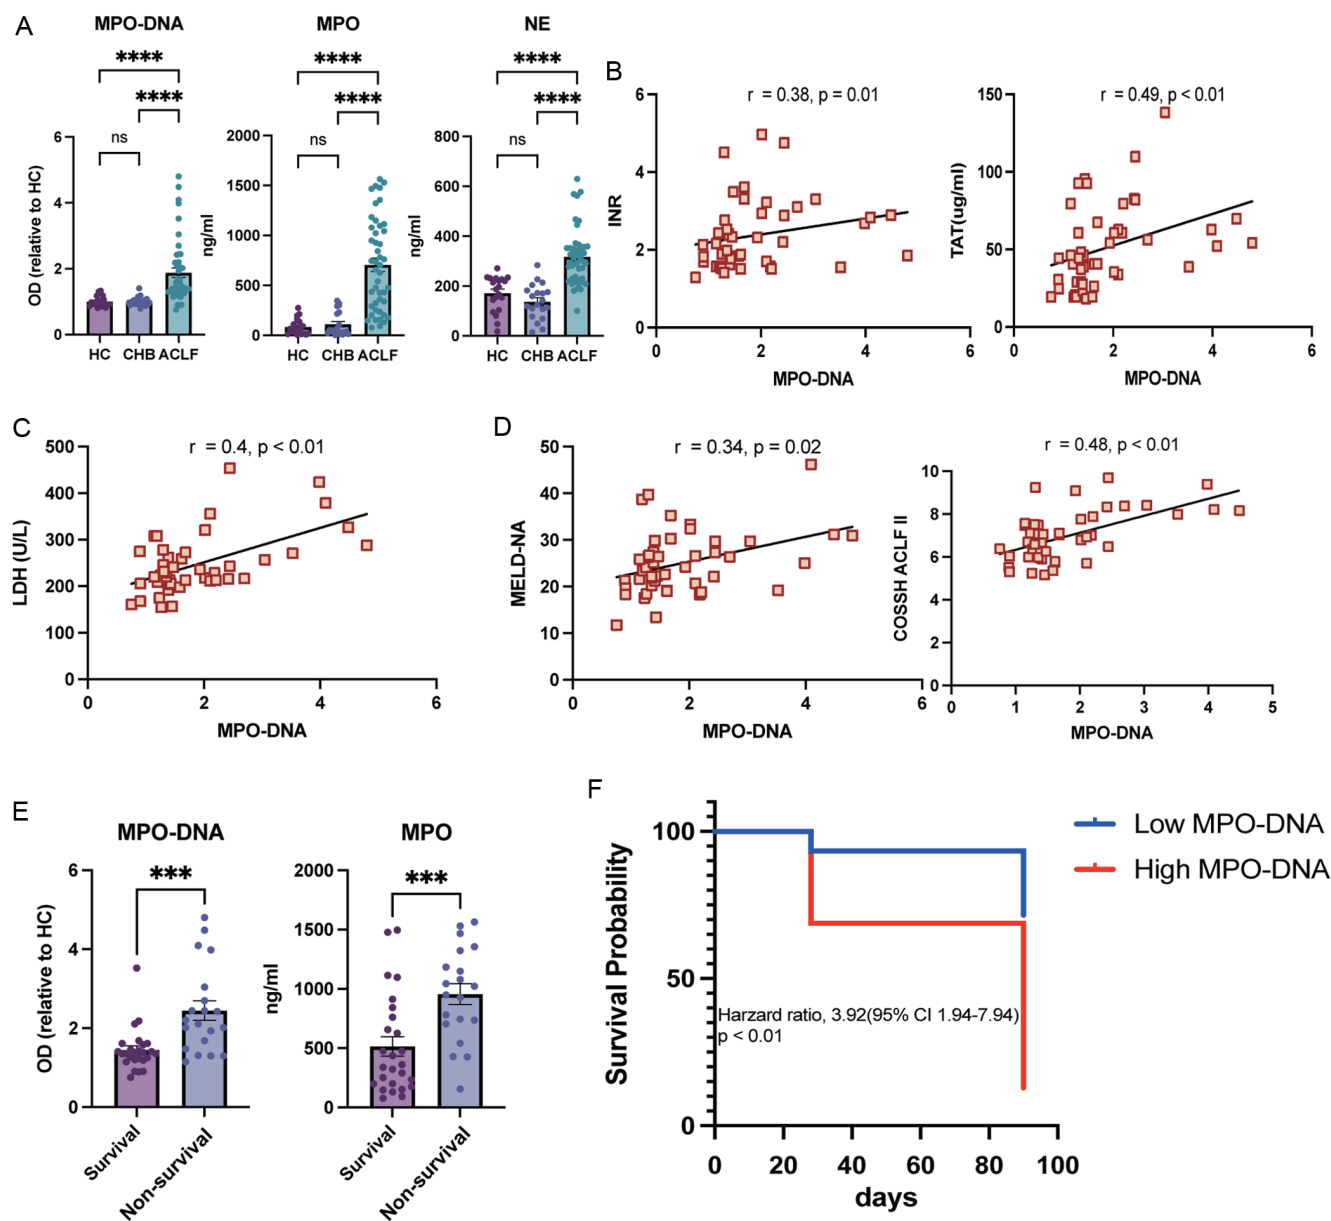 A
MPO-DNA
****
****
ns
OD (relative to HC)
6
4
2
0
HC CHB ACLF
MPO
****
****
ns
ng/ml
2000
1500
1000
500
0
HC CHB ACLF
NE
****
****
ns
ng/ml
800
600
400
200
0
HC CHB ACLF
B
r = 0.38, p = 0.01
INR
6
4
2
0
0 2 4 6
MPO-DNA
r = 0.49, p < 0.01
TAT(ug/ml)
150
100
50
0
0 2 4 6
MPO-DNA
C
r = 0.4, p < 0.01
LDH (U/L)
500
400
300
200
100
0
0 2 4 6
MPO-DNA
D
r = 0.34, p = 0.02
MELD-NA
50
40
30
20
10
0
0 2 4 6
MPO-DNA
r = 0.48, p < 0.01
COSSH ACLF II
10
8
6
4
2
0
0 1 2 3 4 5
MPO-DNA
E
MPO-DNA
***
OD (relative to HC)
6
4
2
0
Survival
Non-survival
MPO
***
ng/ml
2000
1500
1000
500
0
Survival
Non-survival
F
Survival Probability
100
50
0
Harzard ratio, 3.92(95% CI 1.94-7.94)
p < 0.01
0 20 40 60 80 100
days
Low MPO-DNA
High MPO-DNA